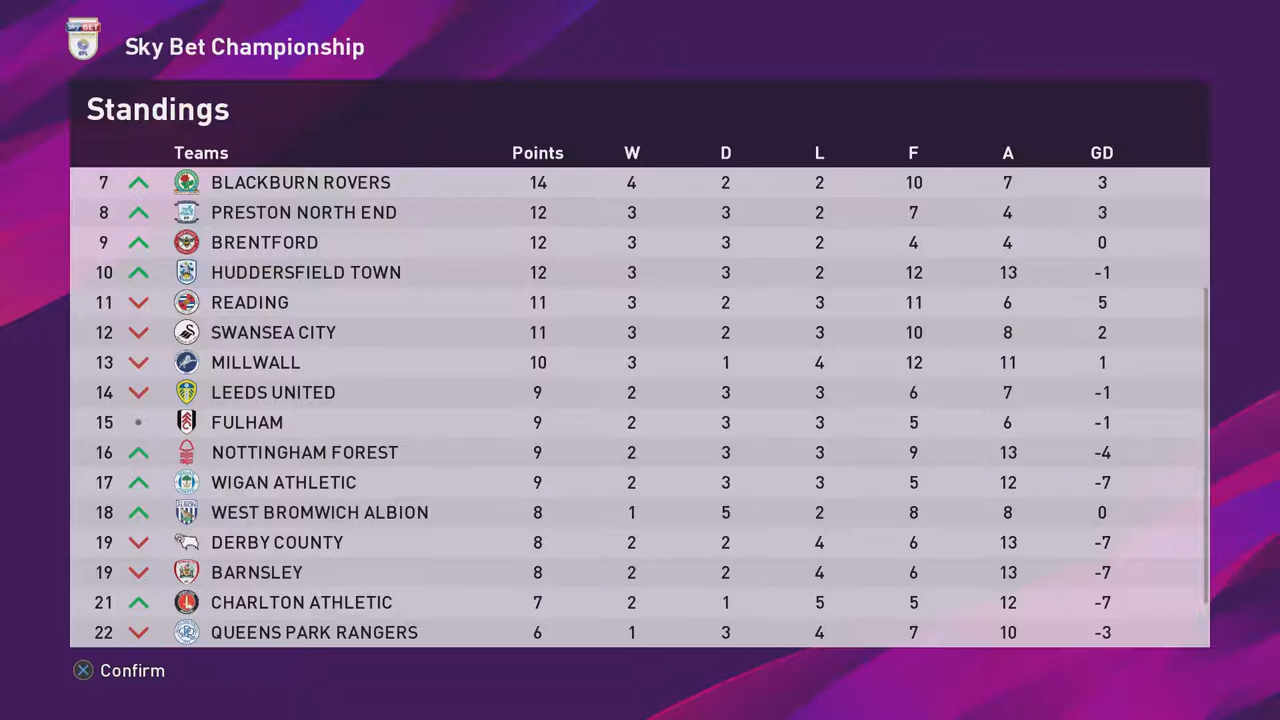 SKY BET
EFL
Sky Bet Championship
Standings
Teams Points W D L F A GD
7 BLACKBURN ROVERS 14 4 2 2 10 7 3
8 PRESTON NORTH END 12 3 3 2 7 4 3
9 BRENTFORD 12 3 3 2 4 4 0
10 HUDDERSFIELD TOWN 12 3 3 2 12 13 -1
11 READING 11 3 2 3 11 6 5
12 SWANSEA CITY 11 3 2 3 10 8 2
13 MILLWALL 10 3 1 4 12 11 1
14 LEEDS UNITED 9 2 3 3 6 7 -1
15 FULHAM 9 2 3 3 5 6 -1
16 NOTTINGHAM FOREST 9 2 3 3 9 13 -4
17 WIGAN ATHLETIC 9 2 3 3 5 12 -7
18 WEST BROMWICH ALBION 8 1 5 2 8 8 0
19 DERBY COUNTY 8 2 2 4 6 13 -7
19 BARNSLEY 8 2 2 4 6 13 -7
21 CHARLTON ATHLETIC 7 2 1 5 5 12 -7
22 QUEENS PARK RANGERS 6 1 3 4 7 10 -3
Confirm